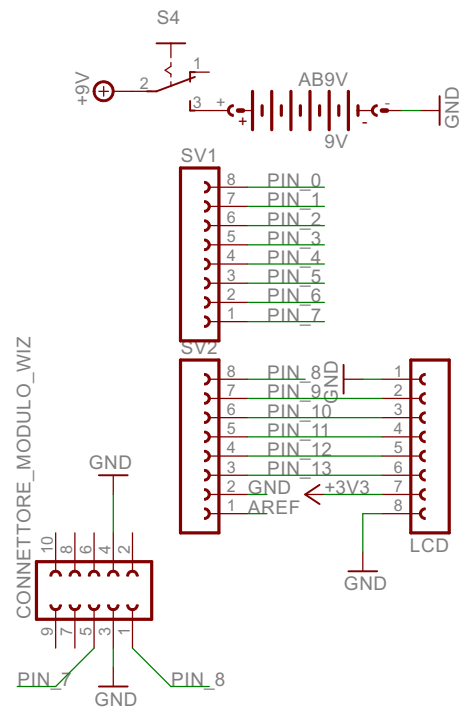 S4
+9V
2
1
3
+
+
AB9V
9V
-
-
GND
SV1
8 PIN_0
7 PIN_1
6 PIN_2
5 PIN_3
4 PIN_4
3 PIN_5
2 PIN_6
1 PIN_7
SV2
8 PIN_8 GND 1
7 PIN_9 2
6 PIN_10 3
5 PIN_11 4
4 PIN_12 5
3 PIN_13 6
2 GND +3V3 7
1 AREF 8
LCD
GND
CONNETTORE_MODULO_WIZ
GND
10 8 6 4 2
9 7 5 3 1
PIN_7 PIN_8
GND